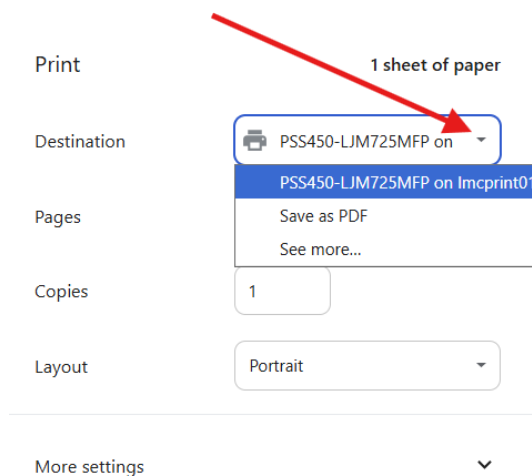 Print
1 sheet of paper
Destination
PSS450-LJM725MFP on
PSS450-LJM725MFP on lmcprint01
Save as PDF
See more...
Pages
Copies
1
Layout
Portrait
More settings